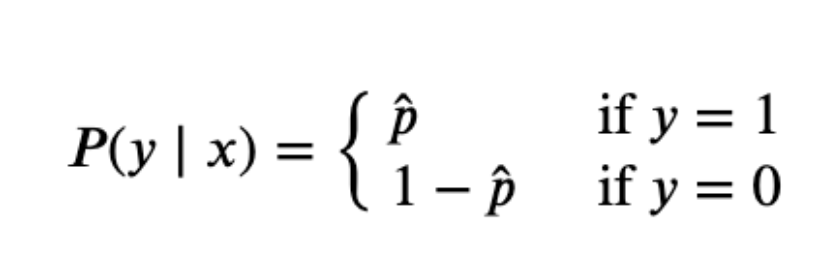 P(y | x) = { p̂ if y = 1
1 − p̂ if y = 0